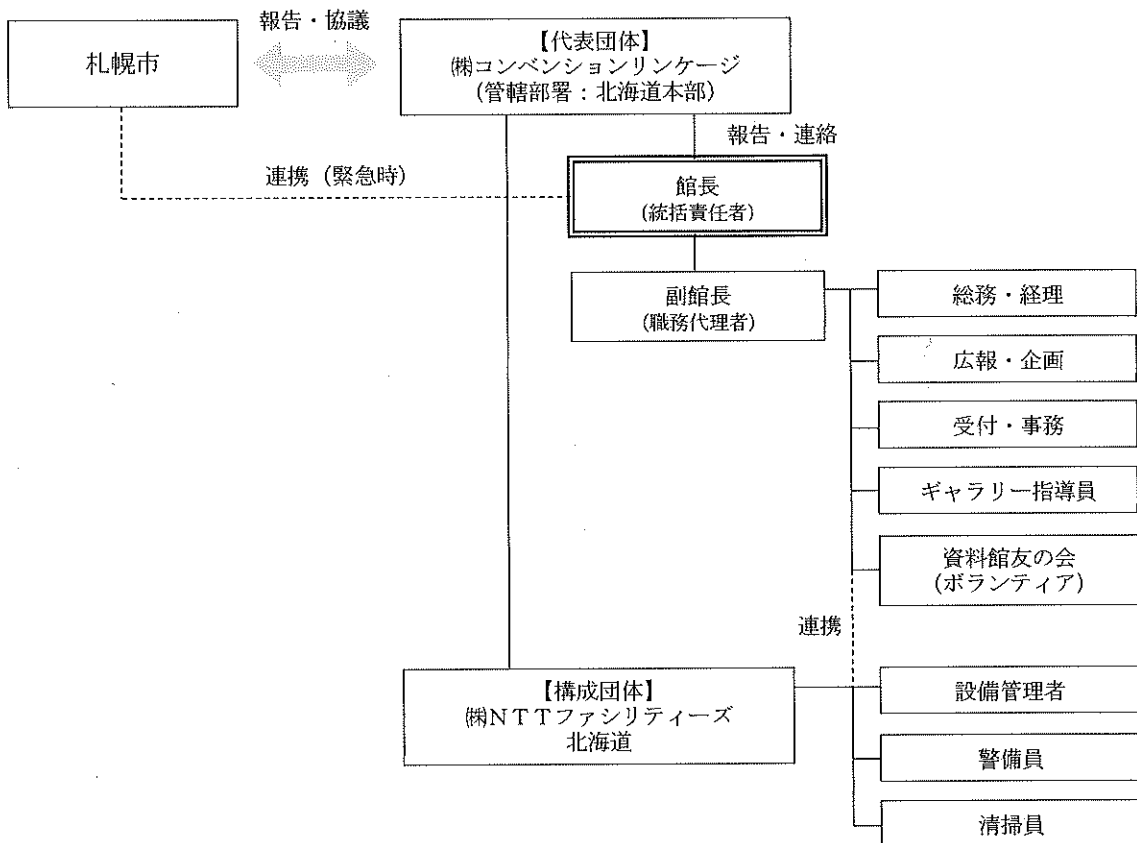 報告・協議
札幌市
【代表団体】
㈱コンベンションリンケージ
(管轄部署：北海道本部)
報告・連絡
連携（緊急時）
館長
(統括責任者)
副館長
(職務代理者)
総務・経理
広報・企画
受付・事務
ギャラリー指導員
資料館友の会
(ボランティア)
連携
【構成団体】
㈱ＮＴＴファシリティーズ
北海道
設備管理者
警備員
清掃員